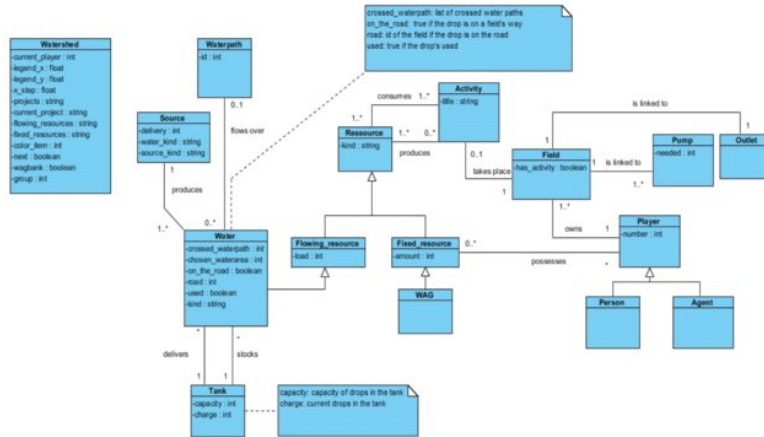 crossed_waterpath: list of crossed water paths
on_the_road: true if the drop is on a field's way
road: id of the field if the drop is on the road
used: true if the drop's used
Watershed
-current_player : int
-legend_x : float
-legend_y : float
-x_step : float
-projects : string
-current_project : string
-flowing_resources : string
-fixed_resources : string
-color_item : int
-next : boolean
-wagbank : boolean
-group : int
Waterpath
-id : int
0..1
flows over
0..*
Source
-delivery : int
-water_kind : string
-source_kind : string
1
produces
1..*
Water
-crossed_waterpath : int
-chosen_waterarea : int
-on_the_road : boolean
-road : int
-used : boolean
-kind : string
*
*
delivers
stocks
1
1
Tank
-capacity : int
-charge : int
capacity: capacity of drops in the tank
charge: current drops in the tank
Activity
-title : string
consumes
1..*
1..*
Ressource
-kind : string
1..*
0..*
produces
0..1
takes place
1
Field
-has_activity : boolean
is linked to
1
1
Outlet
1
is linked to
1..*
Pump
-needed : int
1..*
owns
1
Player
-number : int
Flowing_resource
-load : int
Fixed_resource
-amount : int
0..*
possesses
*
WAG
Person
Agent